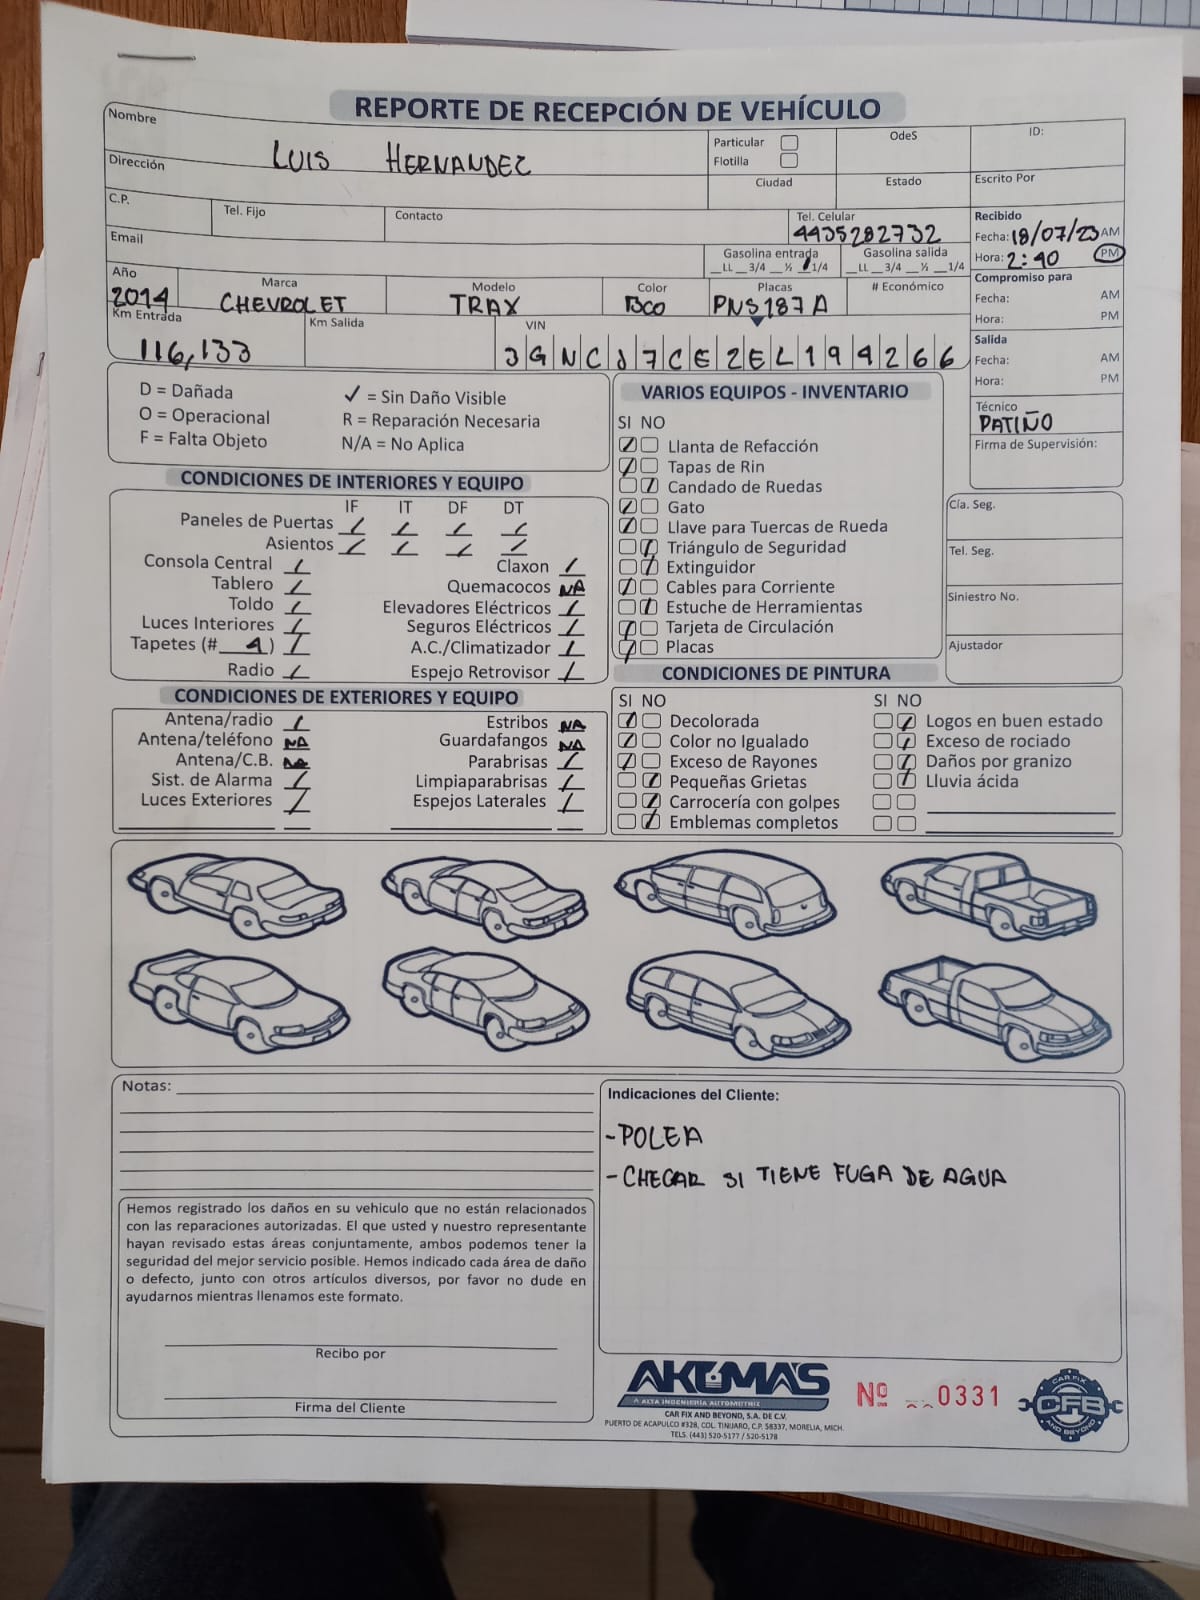 REPORTE DE RECEPCIÓN DE VEHÍCULO
Nombre
LUIS HERNANDEZ
Particular
Flotilla
OdeS
ID:
Dirección
Ciudad
Estado
Escrito Por
C.P.
Tel. Fijo
Contacto
Tel. Celular
4435282732
Recibido
Fecha: 18/07/23 AM
Hora: 2:40 PM
Email
Gasolina entrada
_LL _3/4 _½ _1/4
Gasolina salida
_LL _3/4 _½ _1/4
Año
2014
Marca
CHEVROLET
Modelo
TRAX
Color
BCO
Placas
PNS187A
# Económico
Compromiso para
Fecha: AM
Hora: PM
Km Entrada
116,133
Km Salida
VIN
3GNCJ7CE2EL194266
Salida
Fecha: AM
Hora: PM
Técnico
PATIÑO
Firma de Supervisión:
D = Dañada
O = Operacional
F = Falta Objeto
✓ = Sin Daño Visible
R = Reparación Necesaria
N/A = No Aplica
VARIOS EQUIPOS - INVENTARIO
SI NO
Llanta de Refacción
Tapas de Rin
Candado de Ruedas
Gato
Llave para Tuercas de Rueda
Triángulo de Seguridad
Extinguidor
Cables para Corriente
Estuche de Herramientas
Tarjeta de Circulación
Placas
Cía. Seg.
Tel. Seg.
Siniestro No.
Ajustador
CONDICIONES DE INTERIORES Y EQUIPO
IF IT DF DT
Paneles de Puertas
Asientos
Consola Central
Tablero
Toldo
Luces Interiores
Tapetes (# 4 )
Radio
Claxon
Quemacocos NA
Elevadores Eléctricos
Seguros Eléctricos
A.C./Climatizador
Espejo Retrovisor
CONDICIONES DE EXTERIORES Y EQUIPO
Antena/radio
Antena/teléfono NA
Antena/C.B. NA
Sist. de Alarma
Luces Exteriores
Estribos NA
Guardafangos NA
Parabrisas
Limpiaparabrisas
Espejos Laterales
CONDICIONES DE PINTURA
SI NO
Decolorada
Color no Igualado
Exceso de Rayones
Pequeñas Grietas
Carrocería con golpes
Emblemas completos
SI NO
Logos en buen estado
Exceso de rociado
Daños por granizo
Lluvia ácida
Notas:
Indicaciones del Cliente:
-POLEA
-CHECAR SI TIENE FUGA DE AGUA
Hemos registrado los daños en su vehiculo que no están relacionados
con las reparaciones autorizadas. El que usted y nuestro representante
hayan revisado estas áreas conjuntamente, ambos podemos tener la
seguridad del mejor servicio posible. Hemos indicado cada área de daño
o defecto, junto con otros artículos diversos, por favor no dude en
ayudarnos mientras llenamos este formato.
Recibo por
Firma del Cliente
AKUMA'S
A ALTA INGENIERÍA AUTOMOTRIZ
CAR FIX AND BEYOND, S.A. DE C.V.
PUERTO DE ACAPULCO #328, COL. TINIJARO, C.P. 58337, MORELIA, MICH.
TELS. (443) 520-5177 / 520-5178
Nº 0331
CAR FIX
CFB
AND BEYOND